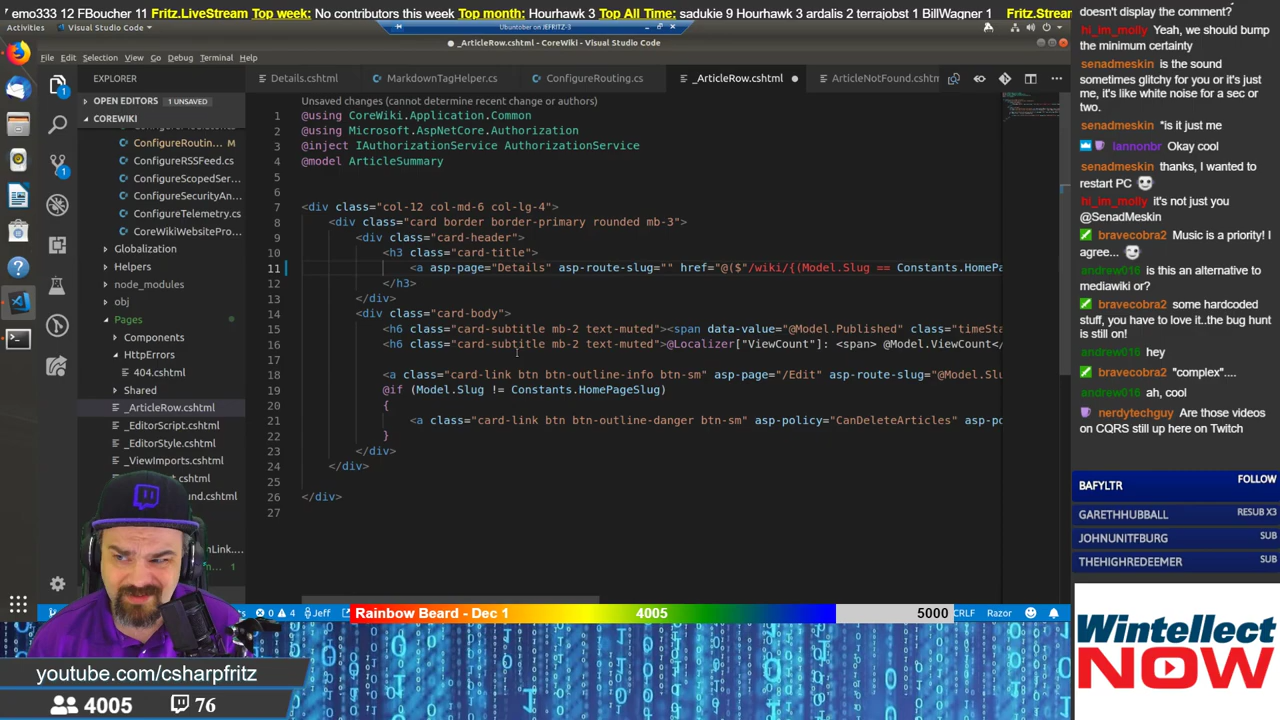 7 emo333 12 FBoucher 11 Fritz.LiveStream Top week: No contributors this week Top month: Hourhawk 3 Top All Time: sadukie 9 Hourhawk 3 ardalis 2 terrajobst 1 BillWagner 1 Fritz.Stream
Activities Visual Studio Code Ubuntober on JEFRITZ-3
_ArticleRow.cshtml - CoreWiki - Visual Studio Code
File Edit Selection View Go Debug Terminal Help
EXPLORER Details.cshtml MarkdownTagHelper.cs ConfigureRouting.cs _ArticleRow.cshtml ArticleNotFound.cshtm
OPEN EDITORS 1 UNSAVED
COREWIKI
ConfigureRoutin... M
ConfigureRSSFeed.cs
ConfigureScopedSer...
ConfigureSecurityAn...
ConfigureTelemetry.cs
CoreWikiWebsitePro...
Globalization
Helpers
node_modules
obj
Pages
Components
HttpErrors
404.cshtml
Shared
_ArticleRow.cshtml
_EditorScript.cshtml
_EditorStyle.cshtml
_ViewImports.cshtml
Unsaved changes (cannot determine recent change or authors)
1 @using CoreWiki.Application.Common
2 @using Microsoft.AspNetCore.Authorization
3 @inject IAuthorizationService AuthorizationService
4 @model ArticleSummary
5
6
7 <div class="col-12 col-md-6 col-lg-4">
8 <div class="card border border-primary rounded mb-3">
9 <div class="card-header">
10 <h3 class="card-title">
11 <a asp-page="Details" asp-route-slug="" href="@($"/wiki/{(Model.Slug == Constants.HomePa
12 </h3>
13 </div>
14 <div class="card-body">
15 <h6 class="card-subtitle mb-2 text-muted"><span data-value="@Model.Published" class="timeSta
16 <h6 class="card-subtitle mb-2 text-muted">@Localizer["ViewCount"]: <span> @Model.ViewCount</
17
18 <a class="card-link btn btn-outline-info btn-sm" asp-page="/Edit" asp-route-slug="@Model.Slu
19 @if (Model.Slug != Constants.HomePageSlug)
20 {
21 <a class="card-link btn btn-outline-danger btn-sm" asp-policy="CanDeleteArticles" asp-po
22 }
23 </div>
24 </div>
25
26 </div>
27
0 4 Jeff CRLF Razor
Rainbow Beard - Dec 1 4005 5000
youtube.com/csharpfritz
4005 76
doesn't display the comment?
hi_im_molly Yeah, we should bump
the minimum certainty
senadmeskin is the sound
sometimes glitchy for you or it's just
me, it's like white noise for a sec or
two.
senadmeskin *is it just me
lannonbr Okay cool
senadmeskin thanks, I wanted to
restart PC
hi_im_molly it's not just you
@SenadMeskin
bravecobra2 Music is a priority! I
agree...
andrew016 is this an alternative to
mediawiki or?
bravecobra2 some hardcoded
stuff, you have to love it..the bug hunt
is still on!
andrew016 hey
bravecobra2 "complex"....
andrew016 ah, cool
nerdytechguy Are those videos
on CQRS still up here on Twitch
BAFYLTR FOLLOW
GARETHHUBBALL RESUB X3
JOHNUNITFBURG SUB
THEHIGHREDEEMER SUB
Wintellect
NOW